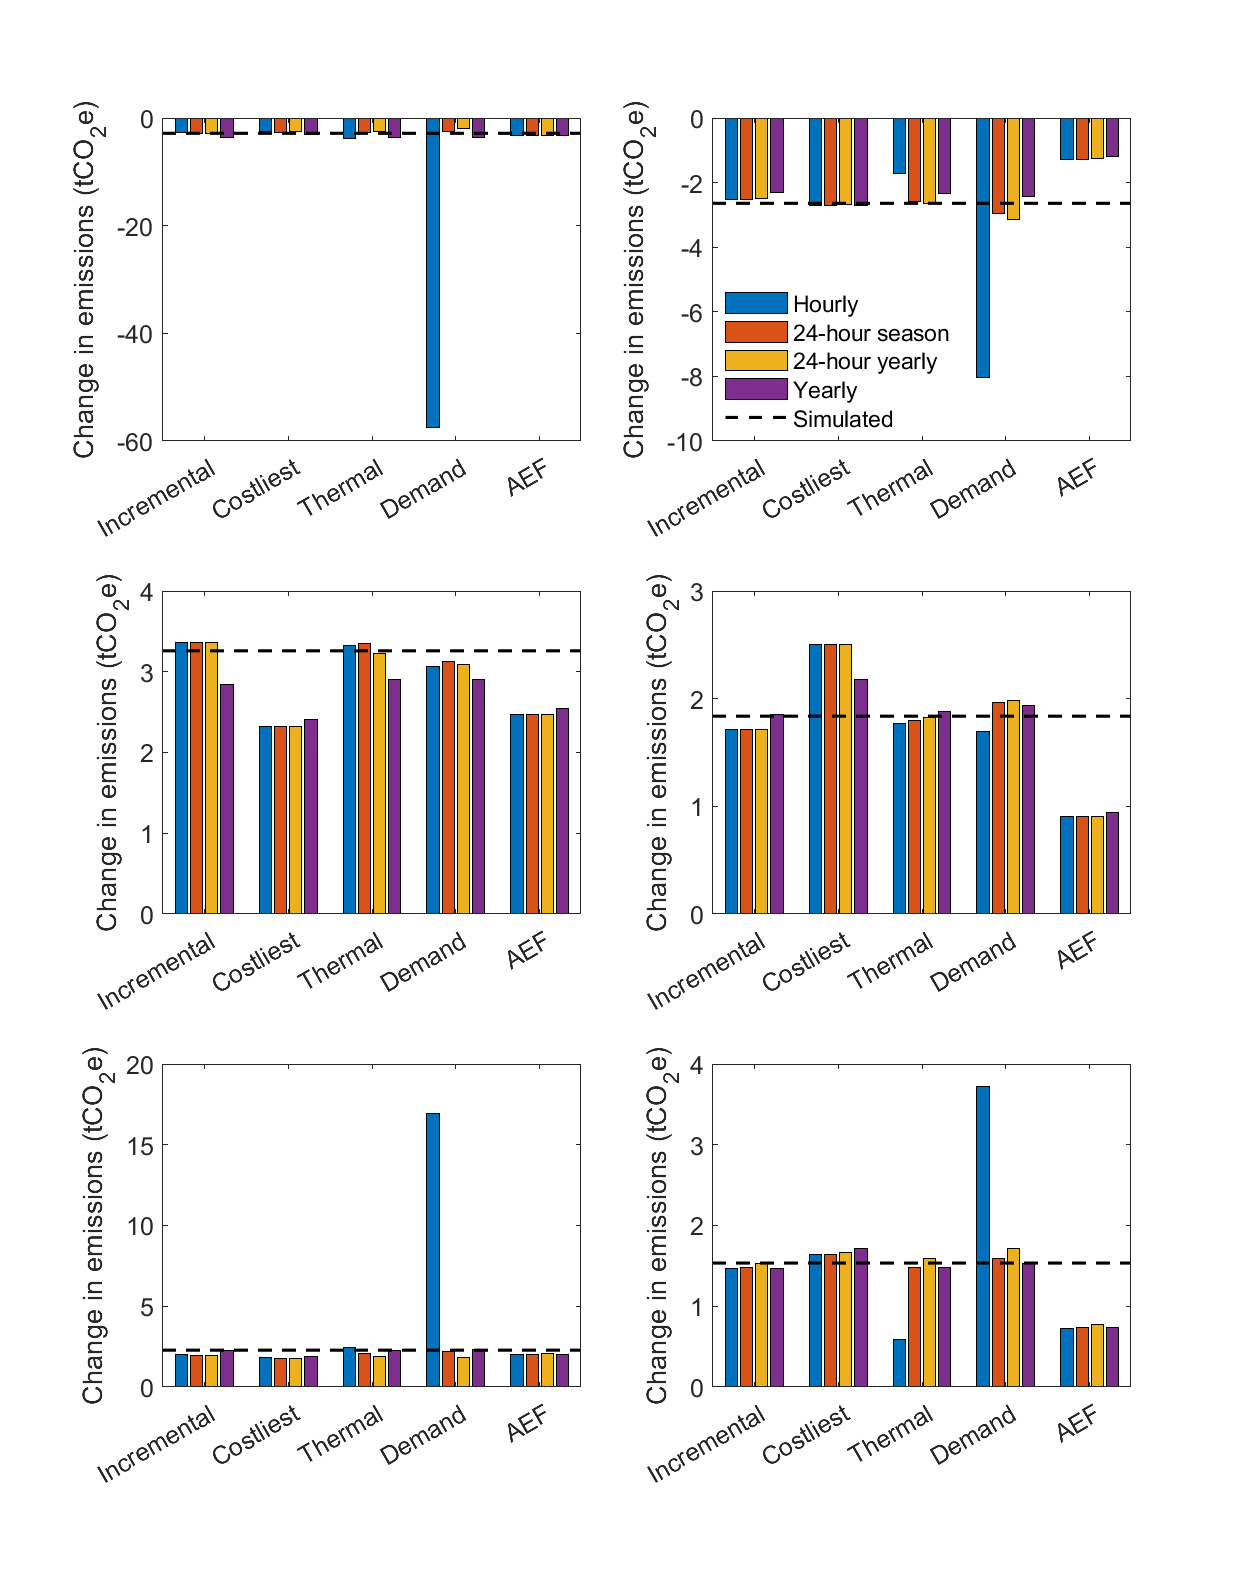 Change in emissions (tCO2e)
0
-20
-40
-60
Incremental
Costliest
Thermal
Demand
AEF
Change in emissions (tCO2e)
0
-2
-4
-6
-8
-10
Hourly
24-hour season
24-hour yearly
Yearly
Simulated
Incremental
Costliest
Thermal
Demand
AEF
Change in emissions (tCO2e)
4
3
2
1
0
Incremental
Costliest
Thermal
Demand
AEF
Change in emissions (tCO2e)
3
2
1
0
Incremental
Costliest
Thermal
Demand
AEF
Change in emissions (tCO2e)
20
15
10
5
0
Incremental
Costliest
Thermal
Demand
AEF
Change in emissions (tCO2e)
4
3
2
1
0
Incremental
Costliest
Thermal
Demand
AEF